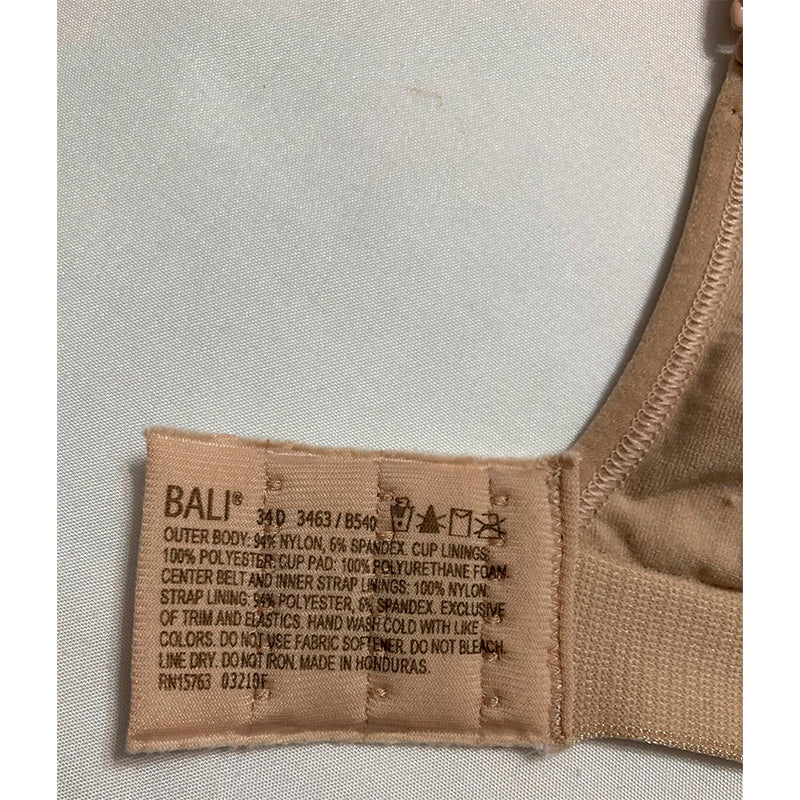 BALI® 34D 3463/B540
OUTER BODY: 94% NYLON, 6% SPANDEX. CUP LININGS:
100% POLYESTER; CUP PAD: 100% POLYURETHANE FOAM.
CENTER BELT AND INNER STRAP LININGS: 100% NYLON.
STRAP LINING: 94% POLYESTER, 6% SPANDEX. EXCLUSIVE
OF TRIM AND ELASTICS. HAND WASH COLD WITH LIKE
COLORS. DO NOT USE FABRIC SOFTENER. DO NOT BLEACH.
LINE DRY. DO NOT IRON. MADE IN HONDURAS.
RN15763 03210F